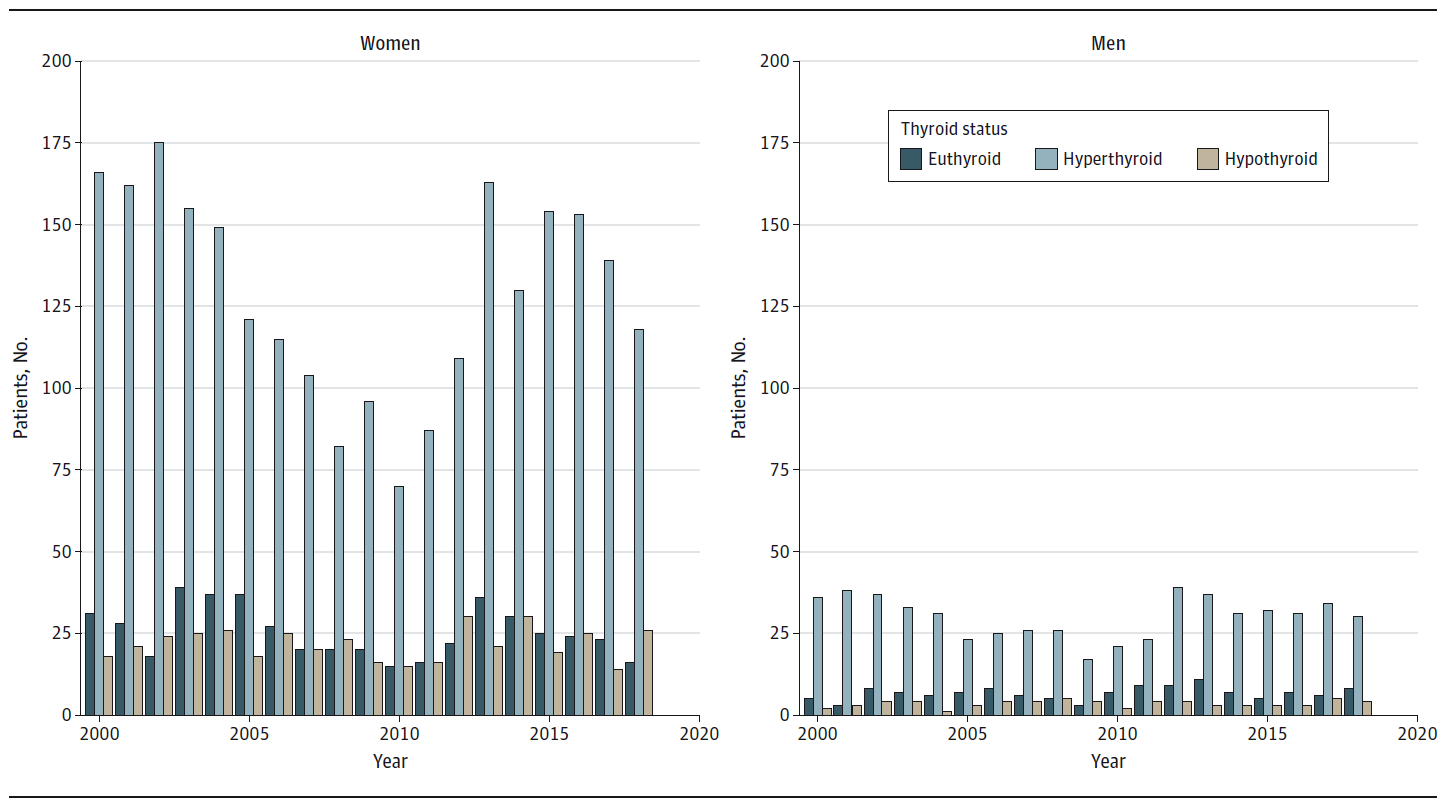 Women
200
175
150
125
100
75
50
25
0
Patients, No.
2000 2005 2010 2015 2020
Year
Men
200
175
150
125
100
75
50
25
0
Patients, No.
Thyroid status
Euthyroid Hyperthyroid Hypothyroid
2000 2005 2010 2015 2020
Year